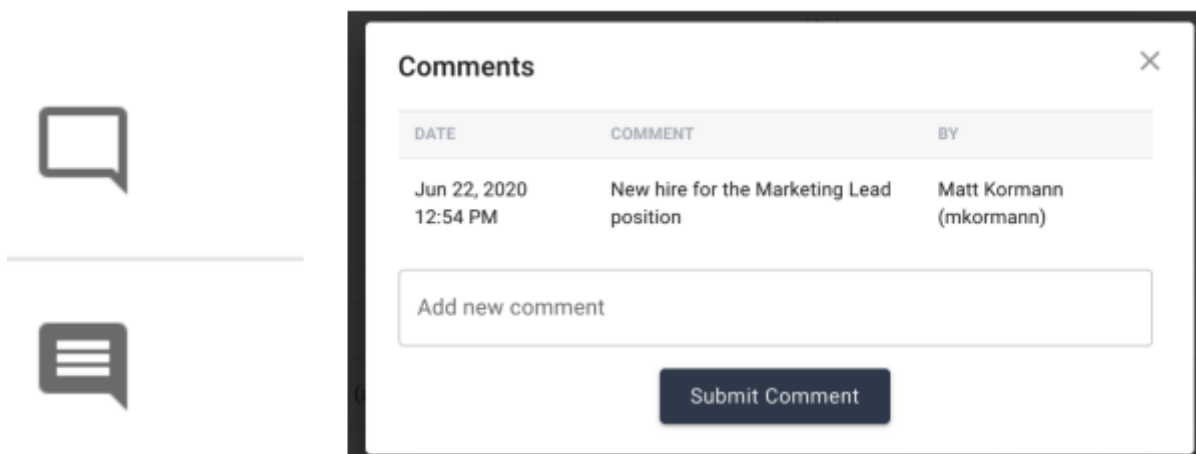 Comments
DATE COMMENT BY
Jun 22, 2020 New hire for the Marketing Lead Matt Kormann
12:54 PM position (mkormann)
Add new comment
Submit Comment